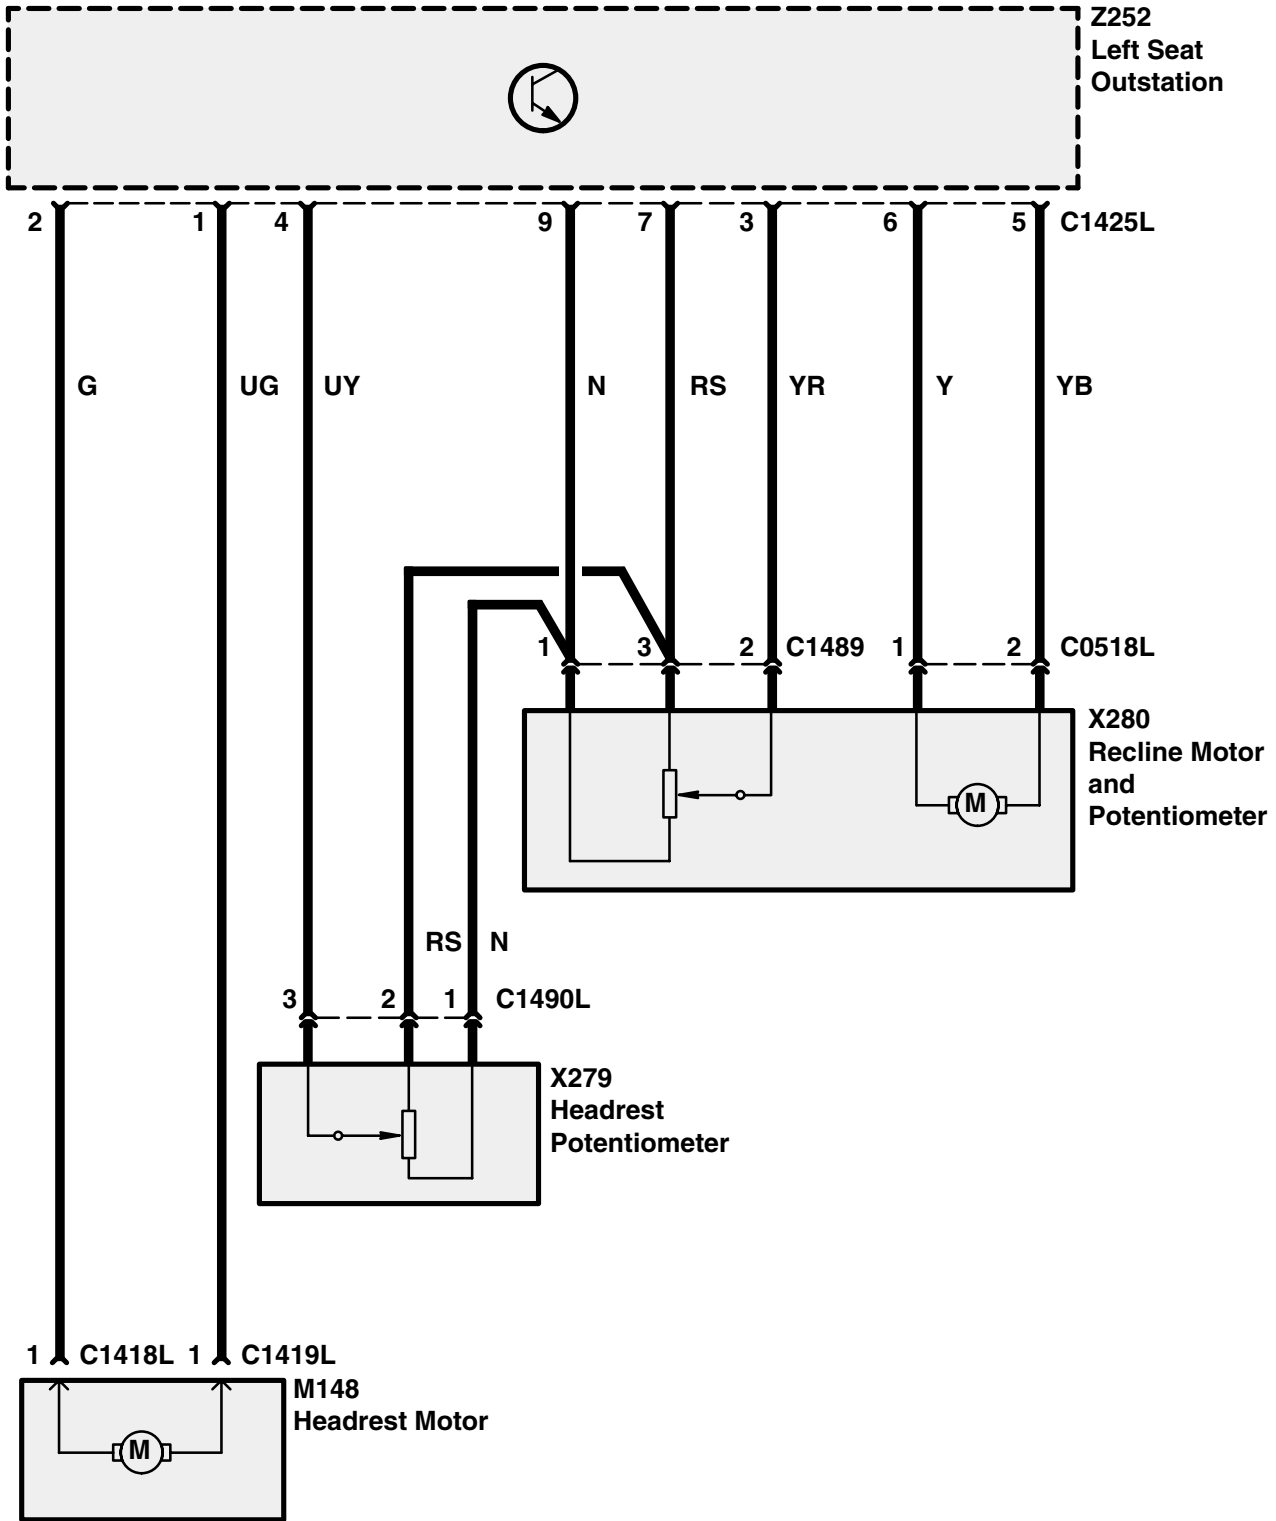 Z252
Left Seat
Outstation
2 1 4 9 7 3 6 5 C1425L
G UG UY N RS YR Y YB
1 3 2 C1489 1 2 C0518L
X280
Recline Motor
and
Potentiometer
M
RS N
3 2 1 C1490L
X279
Headrest
Potentiometer
1 C1418L 1 C1419L
M148
Headrest Motor
M